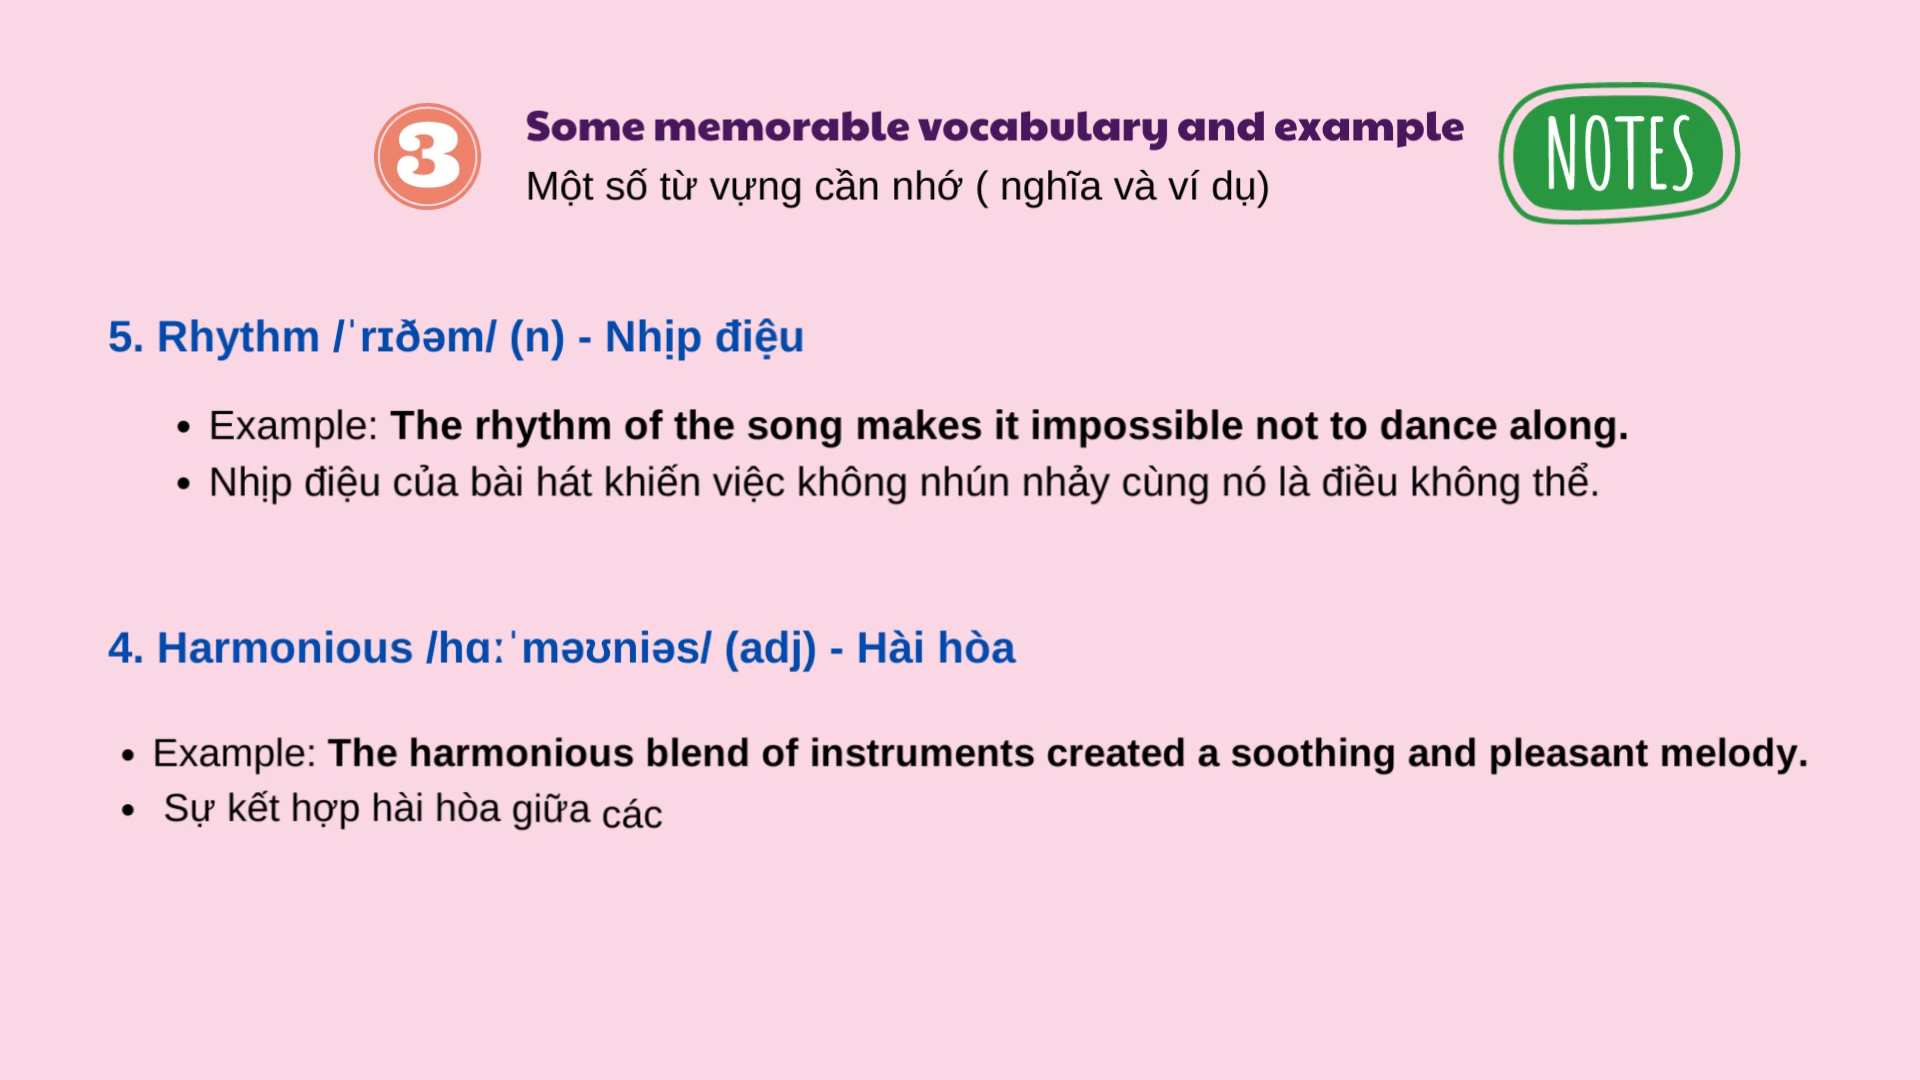 3
Some memorable vocabulary and example
Một số từ vựng cần nhớ ( nghĩa và ví dụ)
NOTES
5. Rhythm /ˈrɪðəm/ (n) - Nhịp điệu
• Example: The rhythm of the song makes it impossible not to dance along.
• Nhịp điệu của bài hát khiến việc không nhún nhảy cùng nó là điều không thể.
4. Harmonious /hɑːˈməʊniəs/ (adj) - Hài hòa
• Example: The harmonious blend of instruments created a soothing and pleasant melody.
• Sự kết hợp hài hòa giữa các